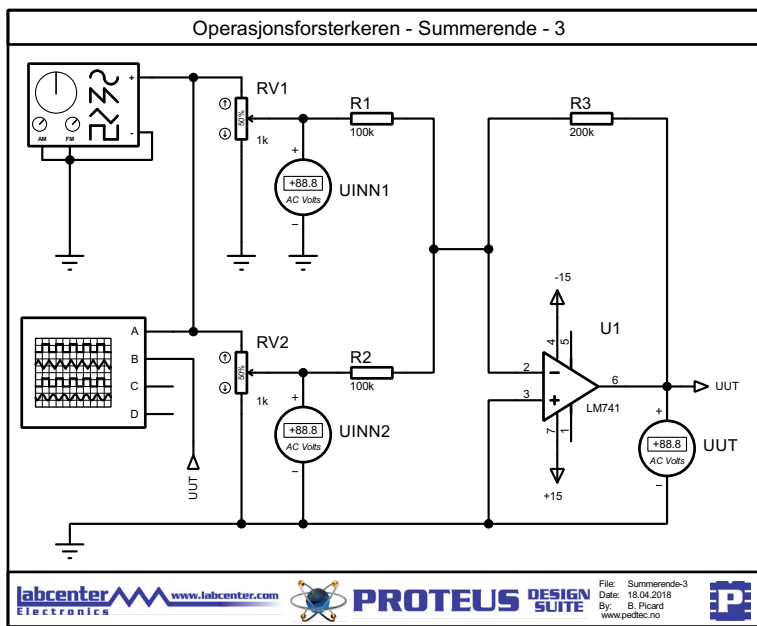 Operasjonsforsterkeren - Summerende - 3
+
-
AM
FM
RV1
50%
1k
R1
100k
R3
200k
+
+88.8
AC Volts
–
UINN1
-15
4
5
U1
2
3
6
LM741
7
1
+15
UUT
A
B
C
D
UUT
RV2
50%
1k
R2
100k
+
+88.8
AC Volts
–
UINN2
+
+88.8
AC Volts
–
UUT
labcenter
Electronics
www.labcenter.com
PROTEUS DESIGN SUITE
File: Summerende-3
Date: 18.04.2018
By: B. Picard
www.pedtec.no
P